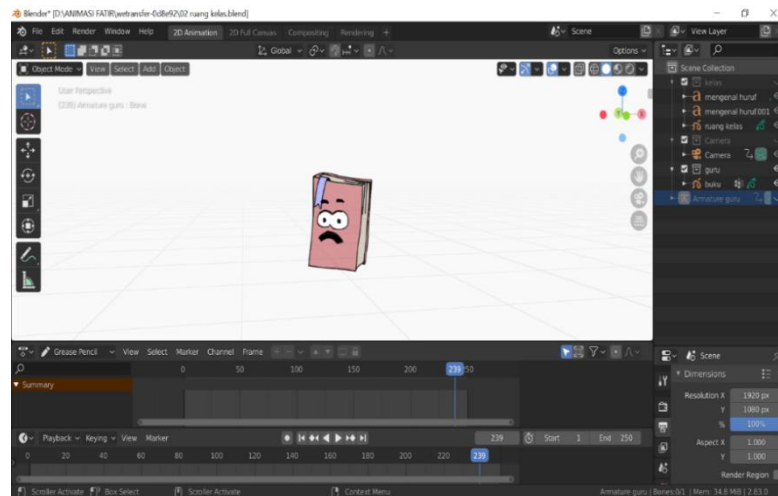 Blender* [D:\ANIMASI FATIR\wetransfer-0d8e92\02 ruang kelas.blend]
File Edit Render Window Help 2D Animation 2D Full Canvas Compositing Rendering + Scene View Layer
Global Options
Object Mode View Select Add Object
User Perspective
(239) Armature guru : Bone
Scene Collection
kelas
mengenal huruf
mengenal huruf.001
ruang kelas
Camera
Camera
guru
buku
Armature guru
Grease Pencil View Select Marker Channel Frame
0 50 100 150 200 239 50
Summary
Playback Keying View Marker 239 Start 1 End 250
0 20 40 60 80 100 120 140 160 180 200 220 239
Scene
Dimensions
Resolution X 1920 px
Y 1080 px
% 100%
Aspect X 1.000
Y 1.000
Render Region
Scroller Activate Box Select Scroller Activate Context Menu Armature guru | Bones:0/1 | Mem: 34.8 MiB | 2.83.0